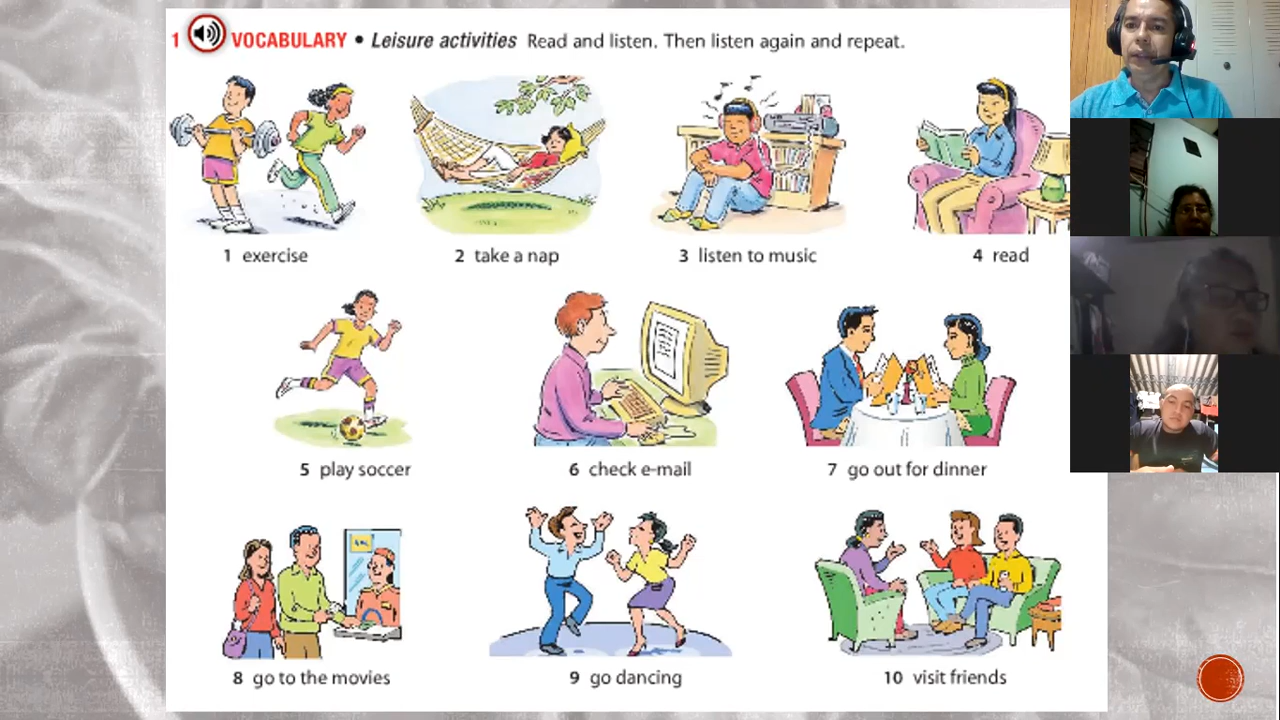 1 VOCABULARY • Leisure activities Read and listen. Then listen again and repeat.
1 exercise
2 take a nap
3 listen to music
4 read
5 play soccer
6 check e-mail
7 go out for dinner
8 go to the movies
9 go dancing
10 visit friends